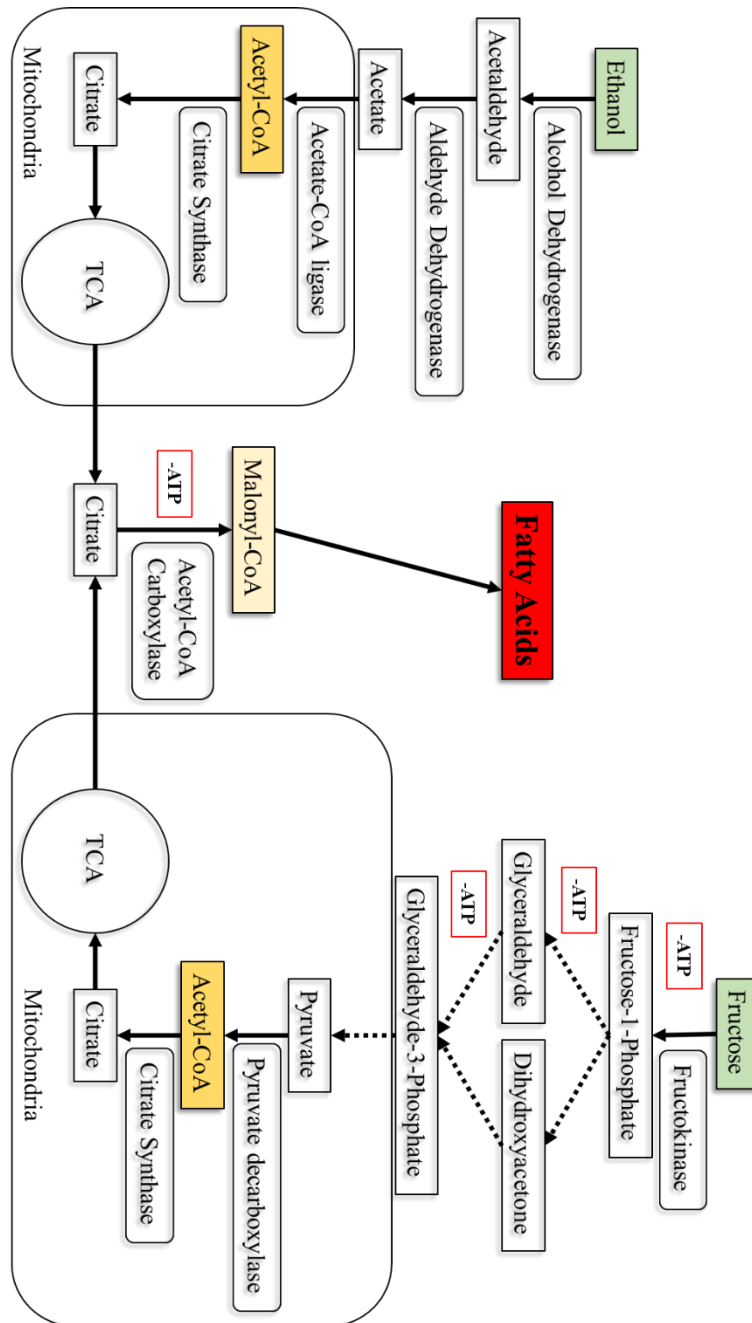 Ethanol
Alcohol Dehydrogenase
Acetaldehyde
Aldehyde Dehydrogenase
Acetate
Acetate-CoA ligase
Acetyl-CoA
Citrate Synthase
Citrate
Mitochondria
TCA
Citrate
-ATP
Acetyl-CoA
Carboxylase
Malonyl-CoA
Fatty Acids
Fructose
-ATP
Fructokinase
Fructose-1-Phosphate
-ATP
Glyceraldehyde
Dihydroxyacetone
-ATP
Glyceraldehyde-3-Phosphate
Pyruvate
Pyruvate decarboxylase
Acetyl-CoA
Citrate Synthase
Citrate
TCA
Mitochondria